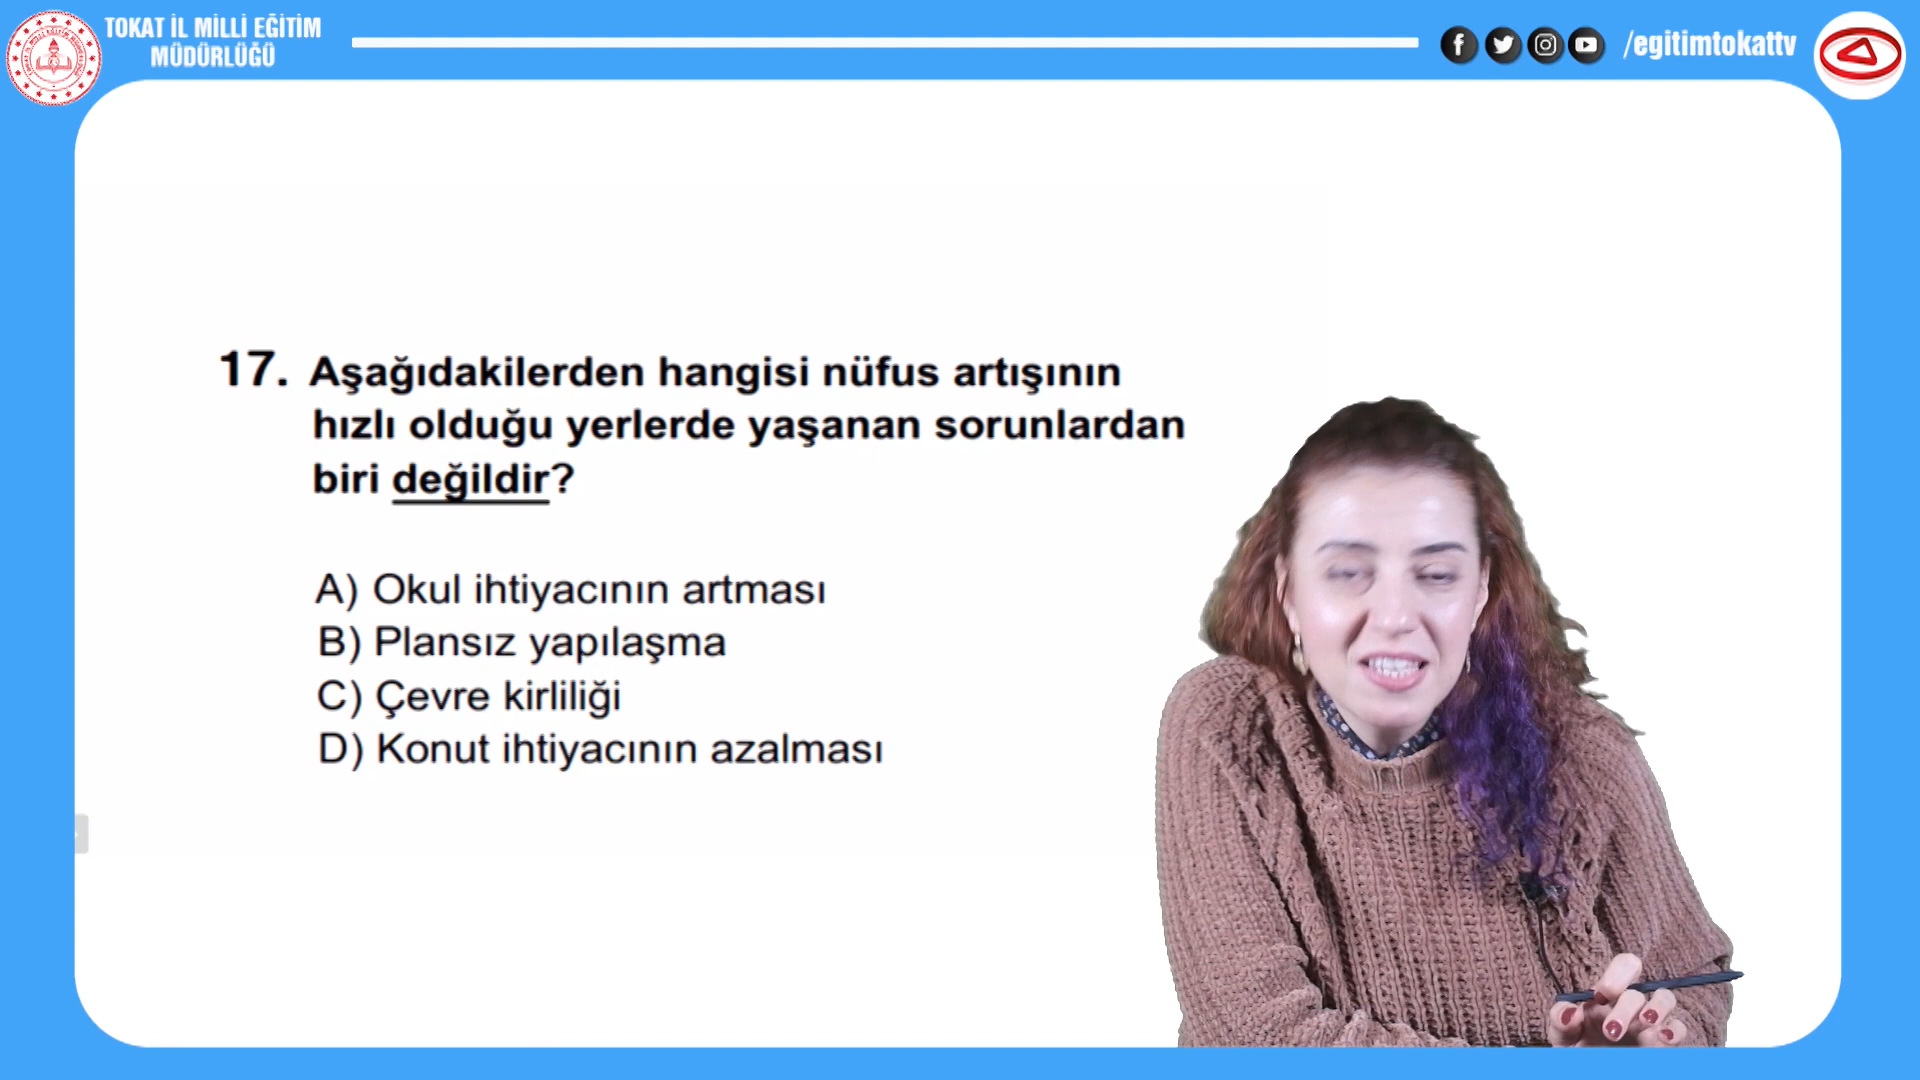 TOKAT İL MİLLİ EĞİTİM
MÜDÜRLÜĞÜ
/egitimtokattv
17. Aşağıdakilerden hangisi nüfus artışının
hızlı olduğu yerlerde yaşanan sorunlardan
biri değildir?
A) Okul ihtiyacının artması
B) Plansız yapılaşma
C) Çevre kirliliği
D) Konut ihtiyacının azalması